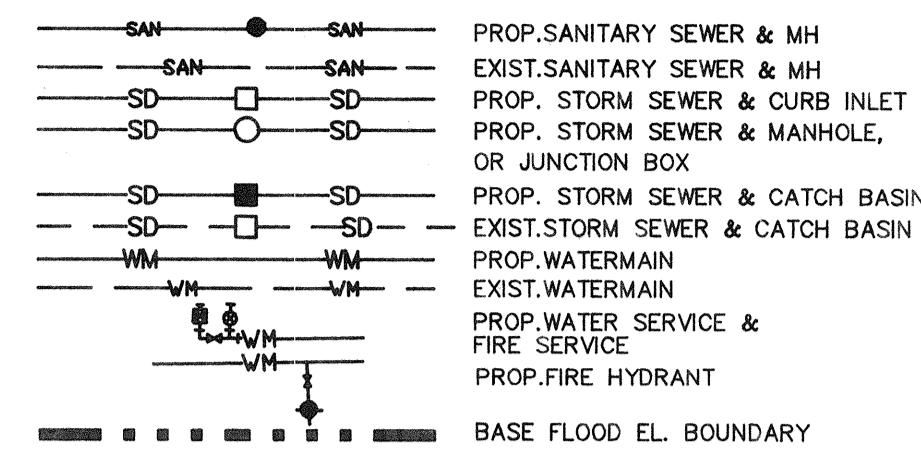 SAN SAN PROP.SANITARY SEWER & MH
SAN SAN EXIST.SANITARY SEWER & MH
SD SD PROP. STORM SEWER & CURB INLET
SD SD PROP. STORM SEWER & MANHOLE,
OR JUNCTION BOX
SD SD PROP. STORM SEWER & CATCH BASIN
SD SD EXIST.STORM SEWER & CATCH BASIN
WM WM PROP.WATERMAIN
WM WM EXIST.WATERMAIN
WM PROP.WATER SERVICE &
FIRE SERVICE
WM PROP.FIRE HYDRANT
BASE FLOOD EL. BOUNDARY